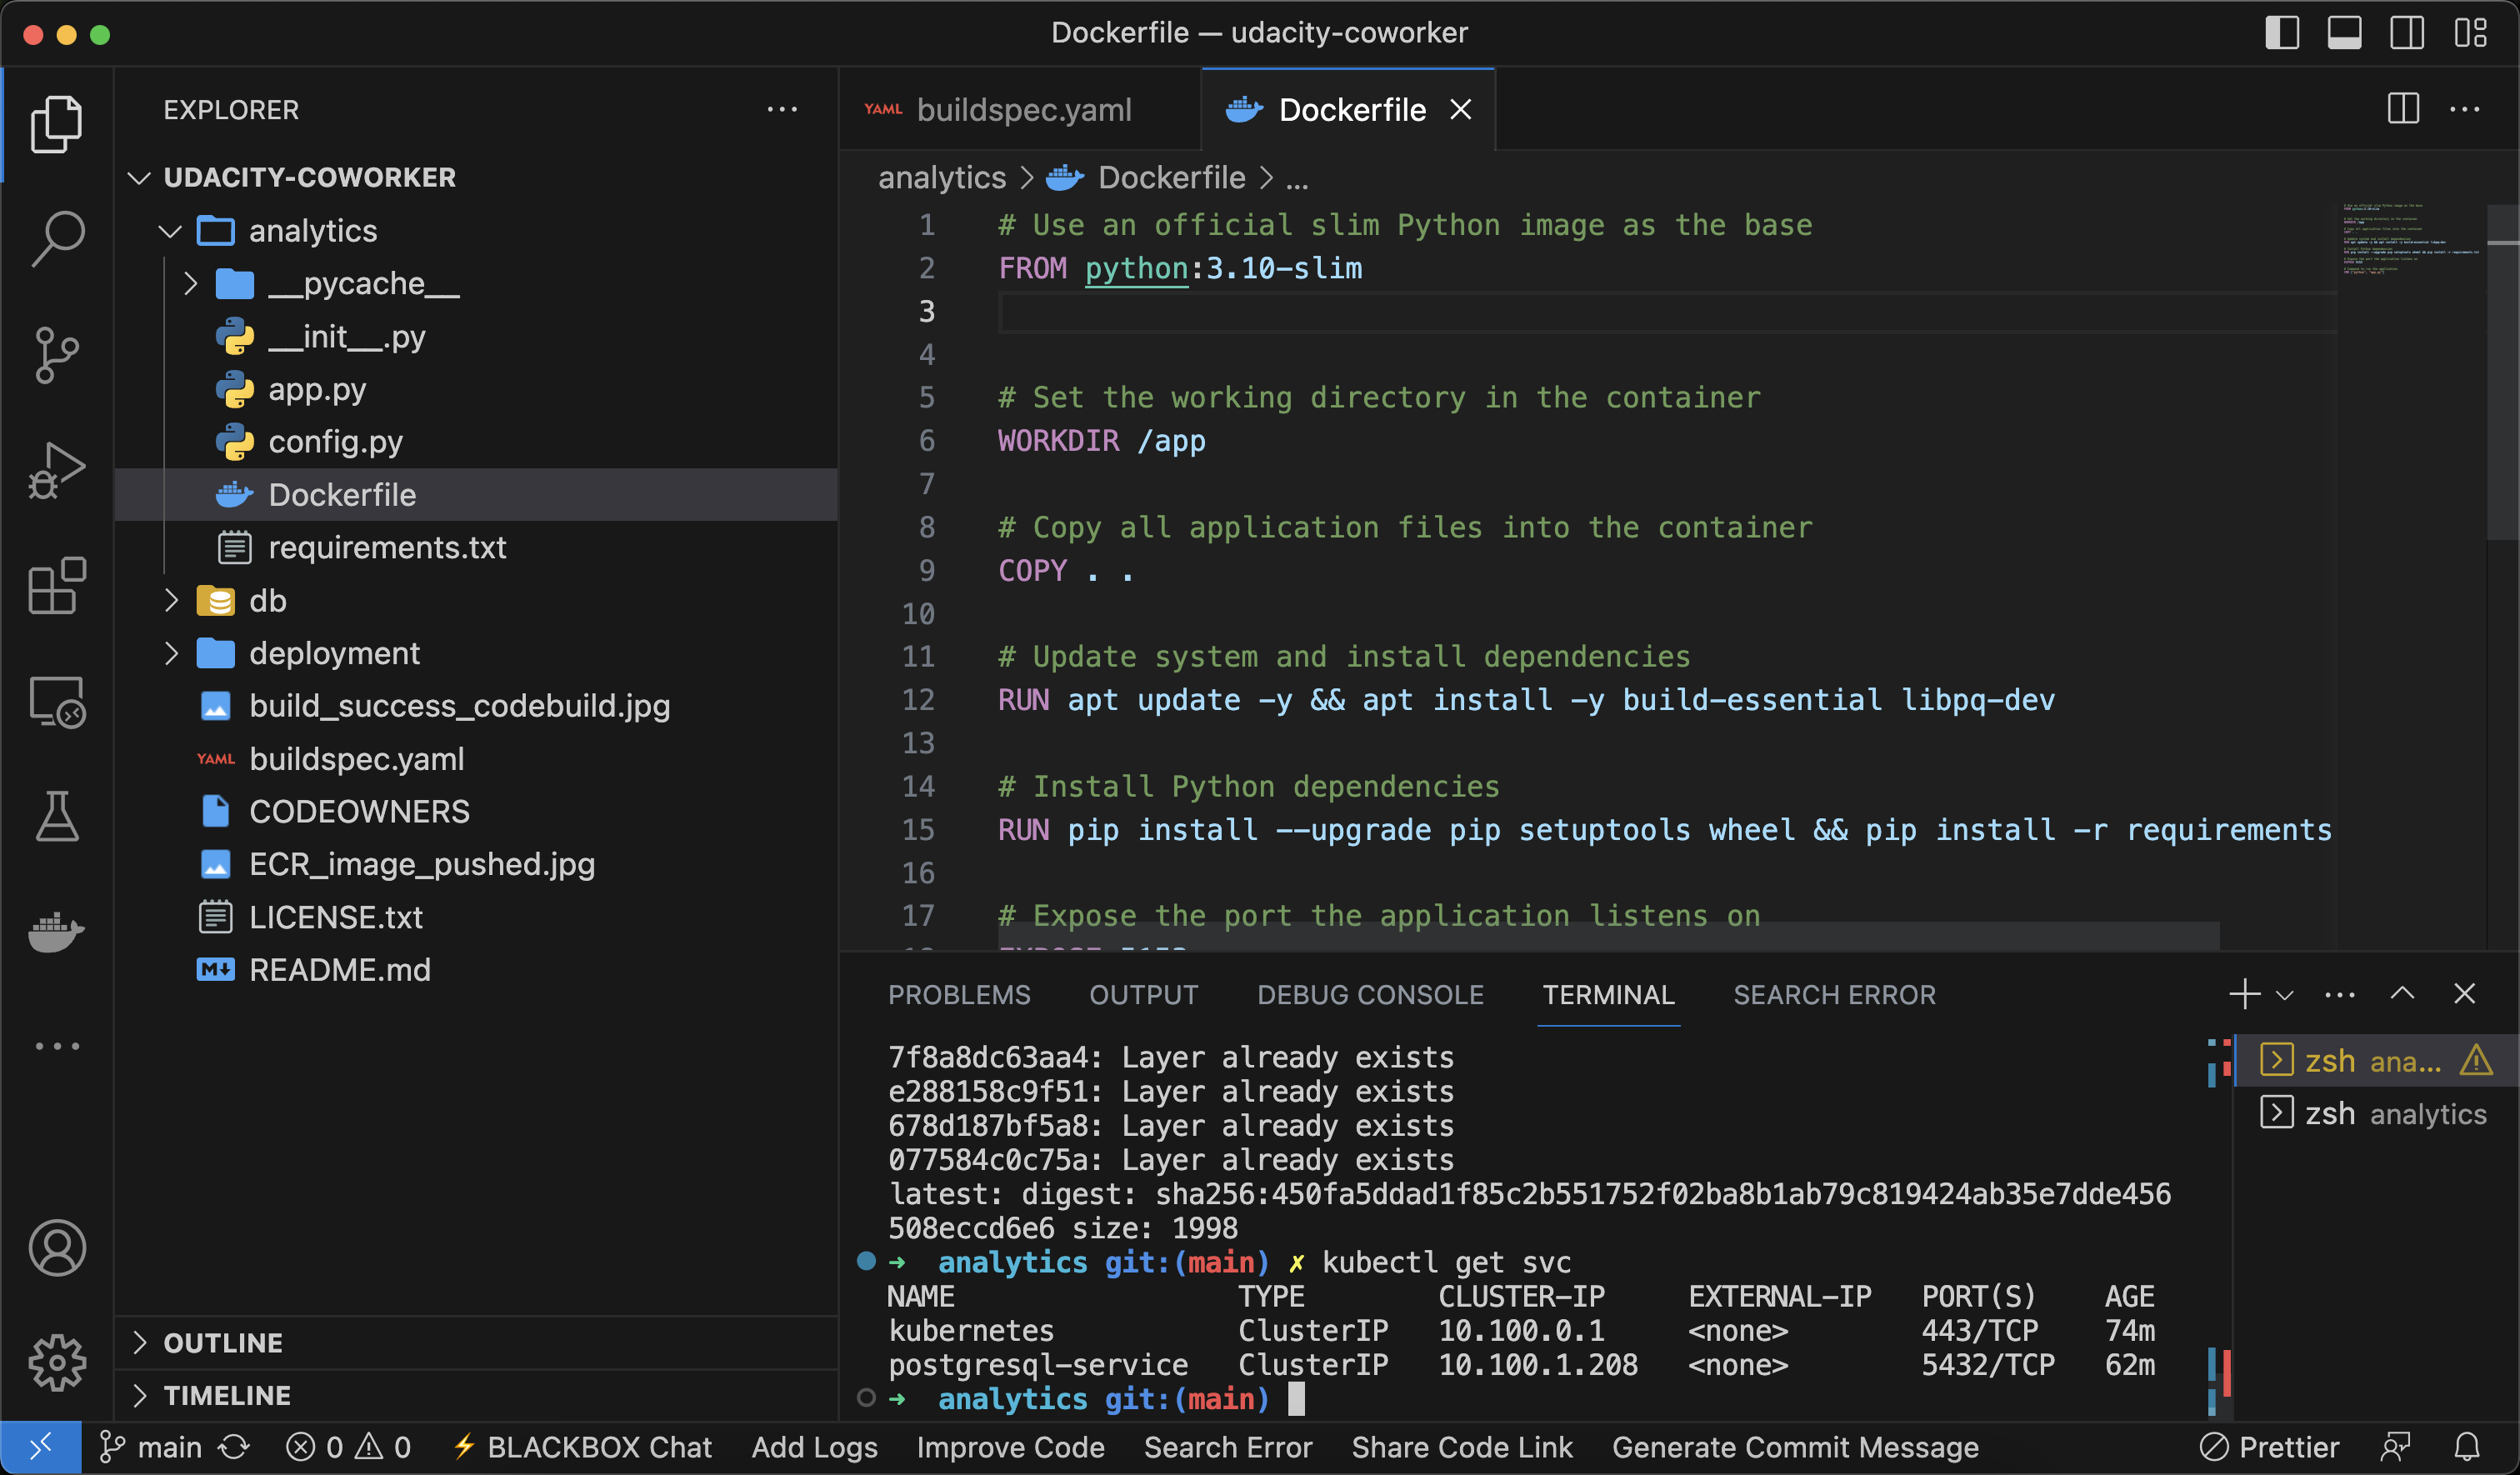 Dockerfile — udacity-coworker
EXPLORER
UDACITY-COWORKER
analytics
__pycache__
__init__.py
app.py
config.py
Dockerfile
requirements.txt
db
deployment
build_success_codebuild.jpg
YAML buildspec.yaml
CODEOWNERS
ECR_image_pushed.jpg
LICENSE.txt
README.md
OUTLINE
TIMELINE
YAML buildspec.yaml
Dockerfile
analytics > Dockerfile > ...
1 # Use an official slim Python image as the base
2 FROM python:3.10-slim
3
4
5 # Set the working directory in the container
6 WORKDIR /app
7
8 # Copy all application files into the container
9 COPY . .
10
11 # Update system and install dependencies
12 RUN apt update -y && apt install -y build-essential libpq-dev
13
14 # Install Python dependencies
15 RUN pip install --upgrade pip setuptools wheel && pip install -r requirements
16
17 # Expose the port the application listens on
PROBLEMS OUTPUT DEBUG CONSOLE TERMINAL SEARCH ERROR
7f8a8dc63aa4: Layer already exists
e288158c9f51: Layer already exists
678d187bf5a8: Layer already exists
077584c0c75a: Layer already exists
latest: digest: sha256:450fa5ddad1f85c2b551752f02ba8b1ab79c819424ab35e7dde456
508eccd6e6 size: 1998
➜ analytics git:(main) ✗ kubectl get svc
NAME TYPE CLUSTER-IP EXTERNAL-IP PORT(S) AGE
kubernetes ClusterIP 10.100.0.1 <none> 443/TCP 74m
postgresql-service ClusterIP 10.100.1.208 <none> 5432/TCP 62m
➜ analytics git:(main)
zsh ana...
zsh analytics
main 0 0 BLACKBOX Chat Add Logs Improve Code Search Error Share Code Link Generate Commit Message Prettier